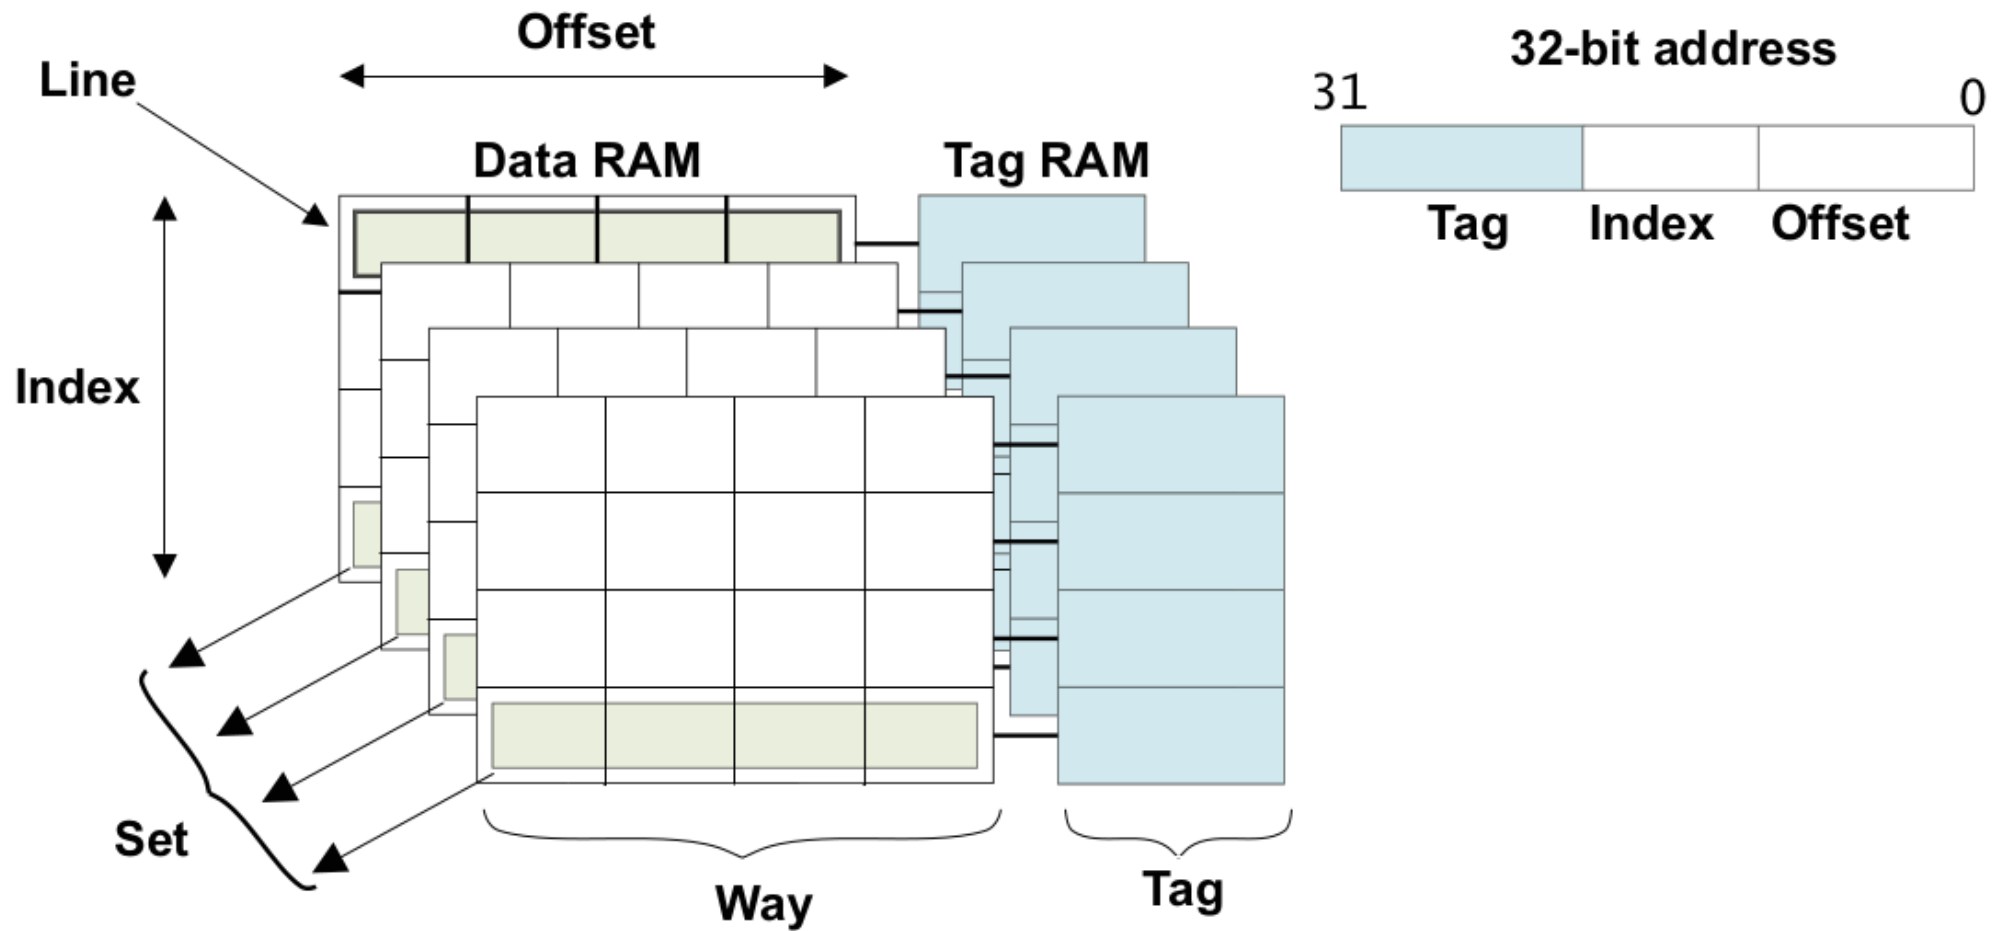 Offset
Line
Data RAM
Tag RAM
Index
Set
Way
Tag
32-bit address
31 0
Tag Index Offset